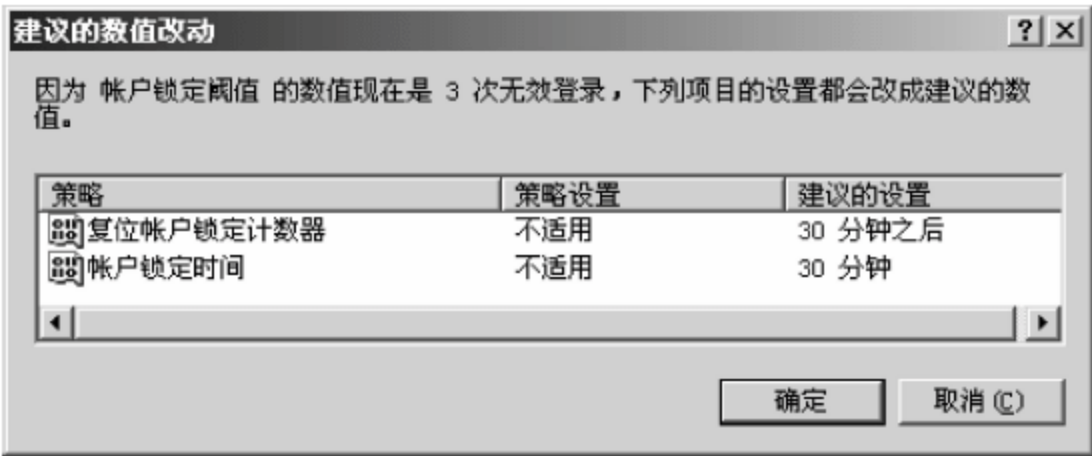 建议的数值改动
因为 帐户锁定阈值 的数值现在是 3 次无效登录，下列项目的设置都会改成建议的数
值。
策略 策略设置 建议的设置
复位帐户锁定计数器 不适用 30 分钟之后
帐户锁定时间 不适用 30 分钟
确定 取消(C)